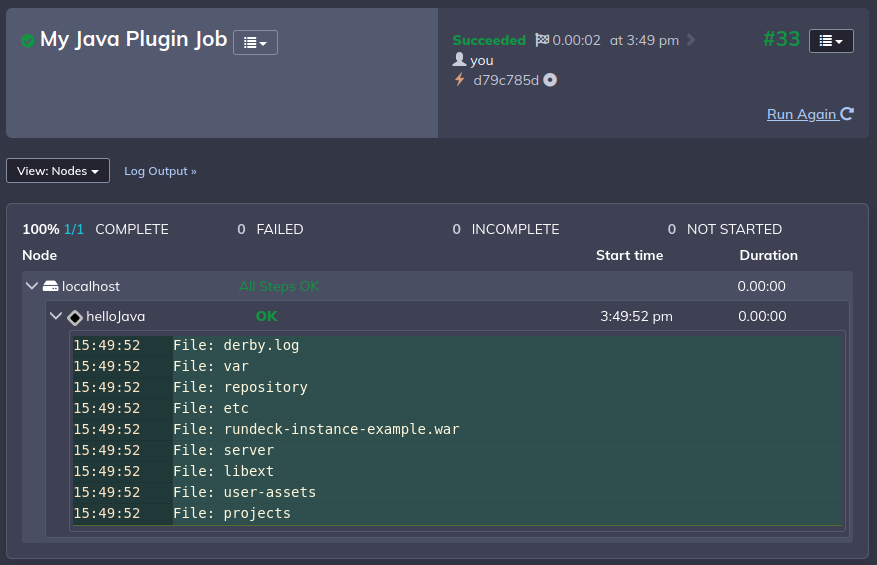 My Java Plugin Job
Succeeded 0.00:02 at 3:49 pm #33
you
d79c785d
Run Again
View: Nodes Log Output »
100% 1/1 COMPLETE 0 FAILED 0 INCOMPLETE 0 NOT STARTED
Node Start time Duration
localhost All Steps OK 0.00:00
helloJava OK 3:49:52 pm 0.00:00
15:49:52 File: derby.log
15:49:52 File: var
15:49:52 File: repository
15:49:52 File: etc
15:49:52 File: rundeck-instance-example.war
15:49:52 File: server
15:49:52 File: libext
15:49:52 File: user-assets
15:49:52 File: projects